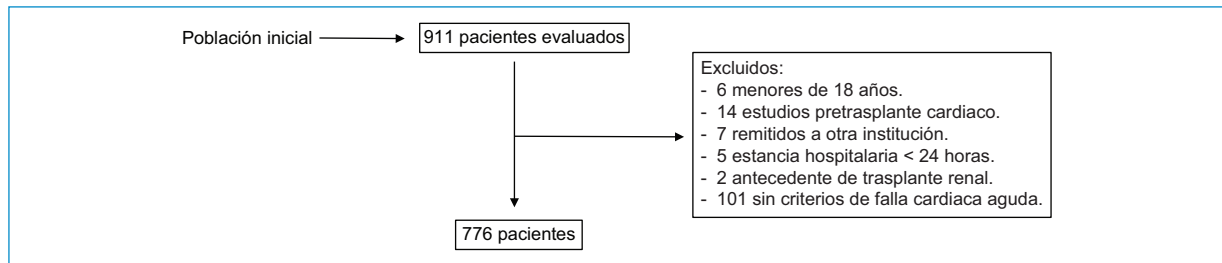 Población inicial
911 pacientes evaluados
Excluidos:
- 6 menores de 18 años.
- 14 estudios pretrasplante cardiaco.
- 7 remitidos a otra institución.
- 5 estancia hospitalaria < 24 horas.
- 2 antecedente de trasplante renal.
- 101 sin criterios de falla cardiaca aguda.
776 pacientes